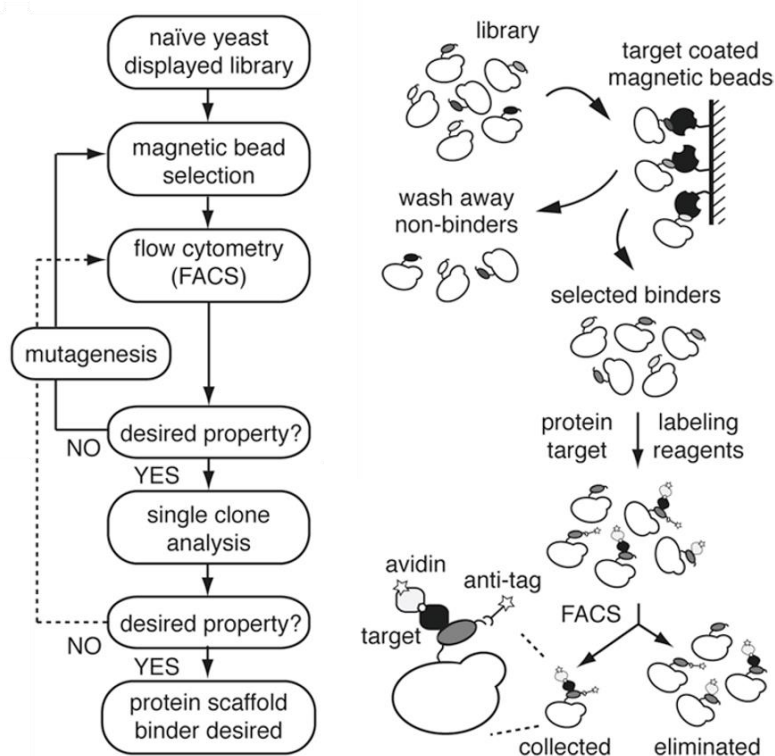 naïve yeast
displayed library
magnetic bead
selection
flow cytometry
(FACS)
mutagenesis
desired property?
NO
YES
single clone
analysis
desired property?
NO
YES
protein scaffold
binder desired
library
target coated
magnetic beads
wash away
non-binders
selected binders
protein
target
labeling
reagents
avidin
anti-tag
target
FACS
collected
eliminated